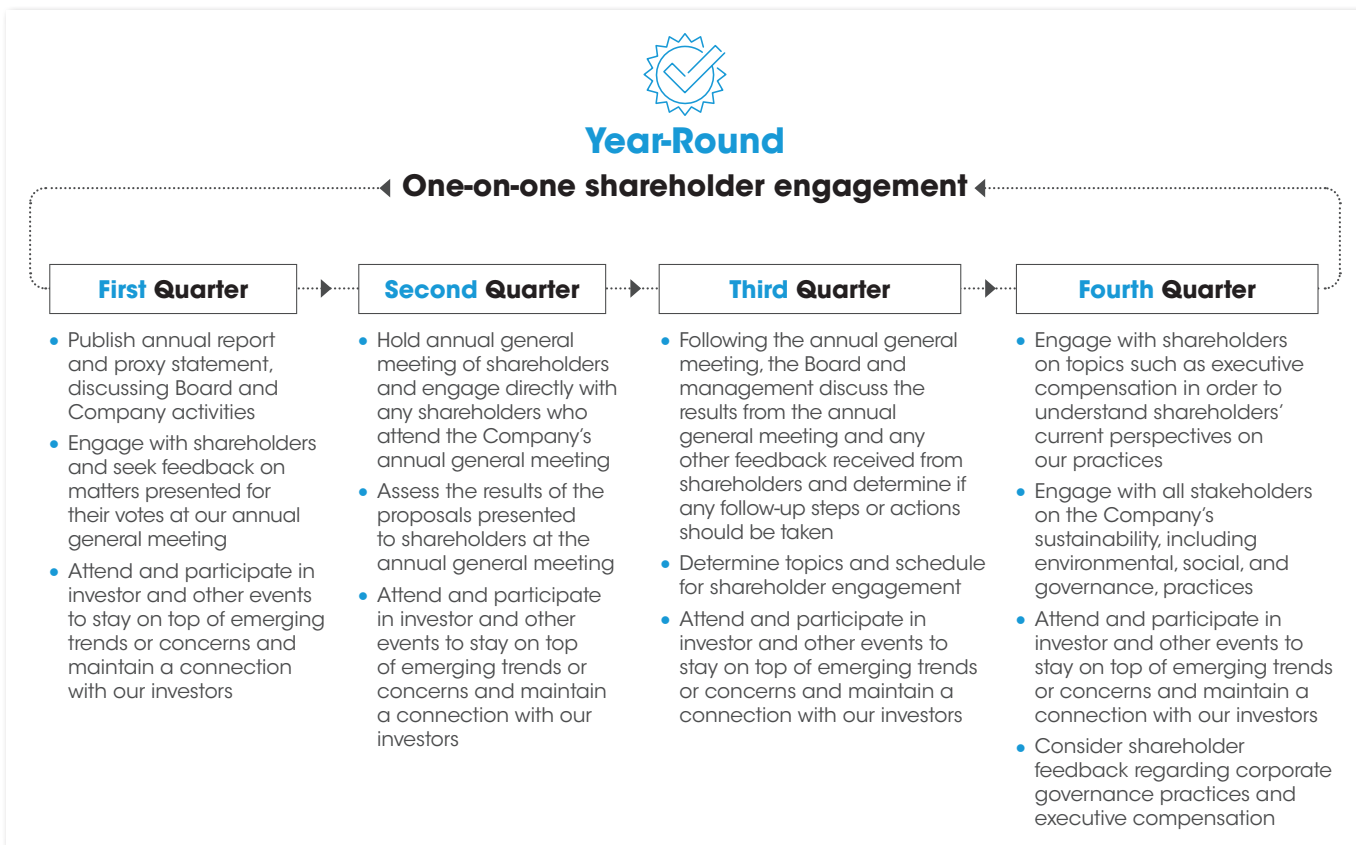 Year-Round
One-on-one shareholder engagement
First Quarter
• Publish annual report
and proxy statement,
discussing Board and
Company activities
• Engage with shareholders
and seek feedback on
matters presented for
their votes at our annual
general meeting
• Attend and participate in
investor and other events
to stay on top of emerging
trends or concerns and
maintain a connection
with our investors
Second Quarter
• Hold annual general
meeting of shareholders
and engage directly with
any shareholders who
attend the Company's
annual general meeting
• Assess the results of the
proposals presented
to shareholders at the
annual general meeting
• Attend and participate
in investor and other
events to stay on top
of emerging trends or
concerns and maintain
a connection with our
investors
Third Quarter
• Following the annual general
meeting, the Board and
management discuss the
results from the annual
general meeting and any
other feedback received from
shareholders and determine if
any follow-up steps or actions
should be taken
• Determine topics and schedule
for shareholder engagement
• Attend and participate in
investor and other events to
stay on top of emerging trends
or concerns and maintain a
connection with our investors
Fourth Quarter
• Engage with shareholders
on topics such as executive
compensation in order to
understand shareholders'
current perspectives on
our practices
• Engage with all stakeholders
on the Company's
sustainability, including
environmental, social, and
governance, practices
• Attend and participate in
investor and other events to
stay on top of emerging trends
or concerns and maintain a
connection with our investors
• Consider shareholder
feedback regarding corporate
governance practices and
executive compensation